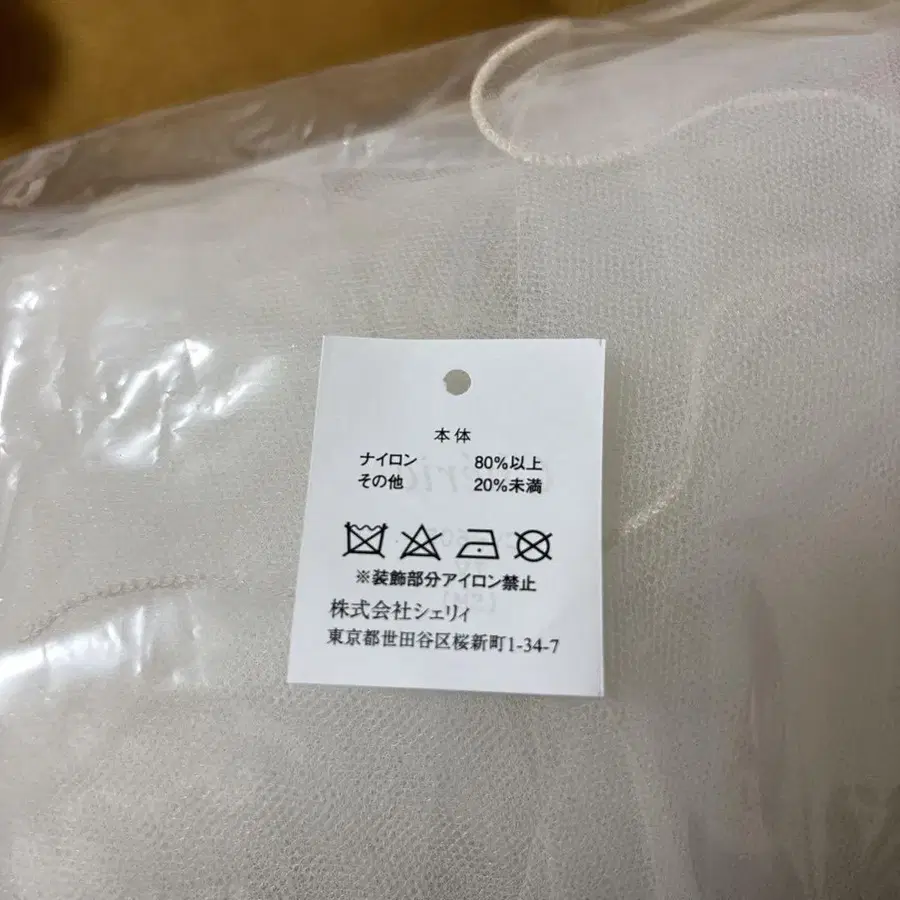 本体
ナイロン 80%以上
その他 20%未満
※装飾部分アイロン禁止
株式会社シェリィ
東京都世田谷区桜新町1-34-7